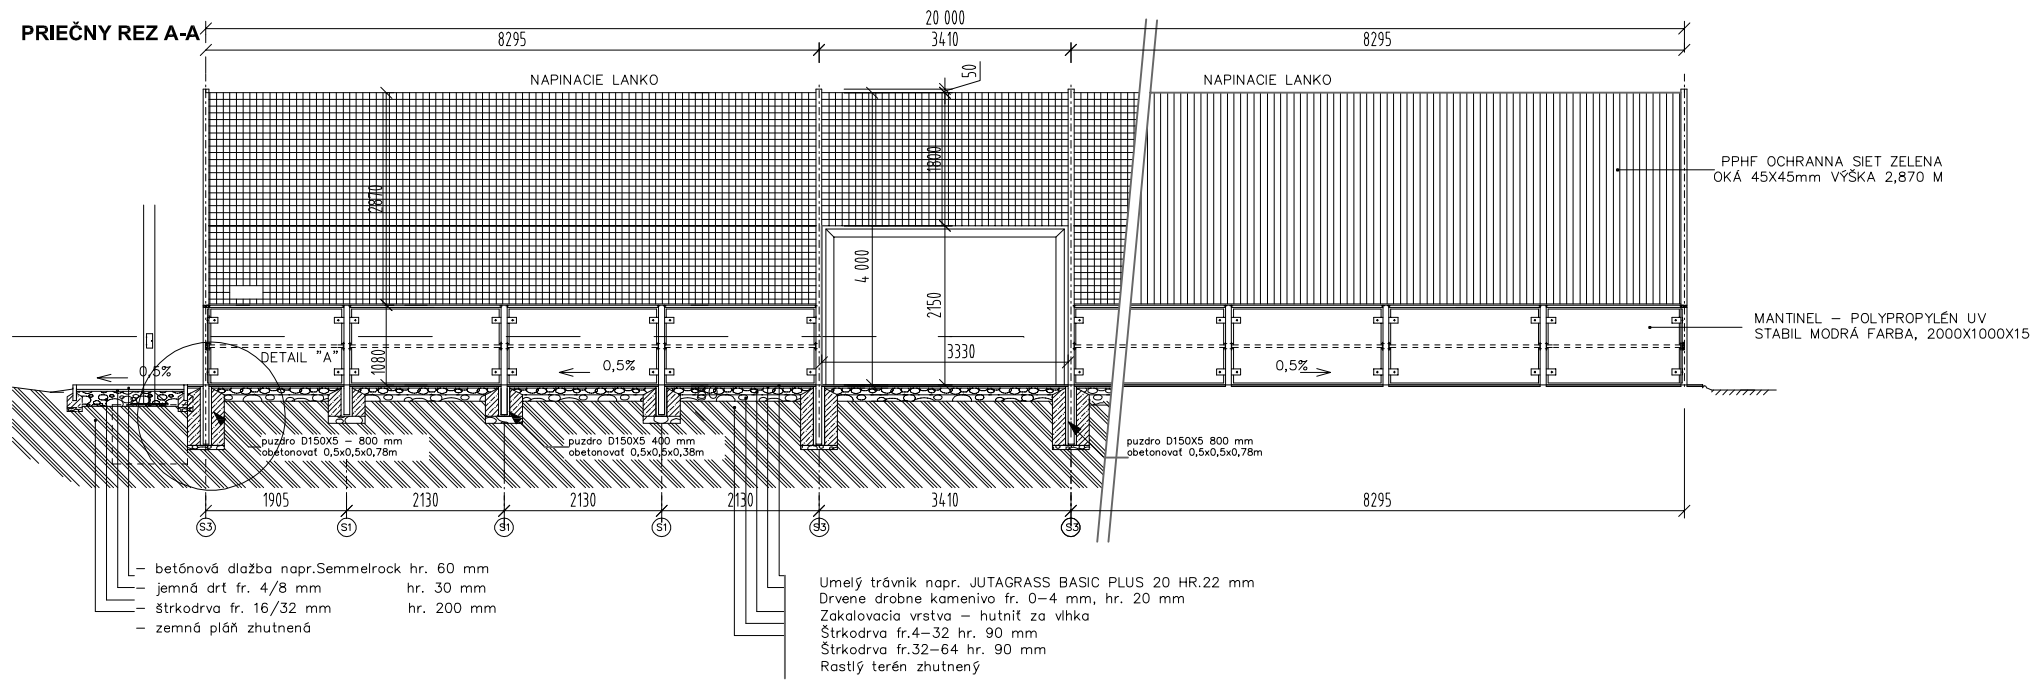 PRIEČNY REZ A-A
20 000
8295
3410
8295
50
NAPINACIE LANKO
NAPINACIE LANKO
2870
1800
4 000
2150
1080
3330
PPHF OCHRANNA SIET ZELENA
OKÁ 45X45mm VÝŠKA 2,870 M
MANTINEL – POLYPROPYLÉN UV
STABIL MODRÁ FARBA, 2000X1000X15
DETAIL "A"
0,5%
0,5%
0,5%
puzdro D150X5 – 800 mm
obetonovať 0,5x0,5x0,78m
puzdro D150X5 400 mm
obetonovať 0,5x0,5x0,38m
puzdro D150X5 800 mm
obetonovať 0,5x0,5x0,78m
1905
2130
2130
2130
3410
8295
S3
S1
S1
S1
S3
S3
– betónová dlažba napr.Semmelrock hr. 60 mm
– jemná drť fr. 4/8 mm hr. 30 mm
– štrkodrva fr. 16/32 mm hr. 200 mm
– zemná pláň zhutnená
Umelý trávnik napr. JUTAGRASS BASIC PLUS 20 HR.22 mm
Drvene drobne kamenivo fr. 0–4 mm, hr. 20 mm
Zakalovacia vrstva – hutniť za vlhka
Štrkodrva fr.4–32 hr. 90 mm
Štrkodrva fr.32–64 hr. 90 mm
Rastlý terén zhutnený